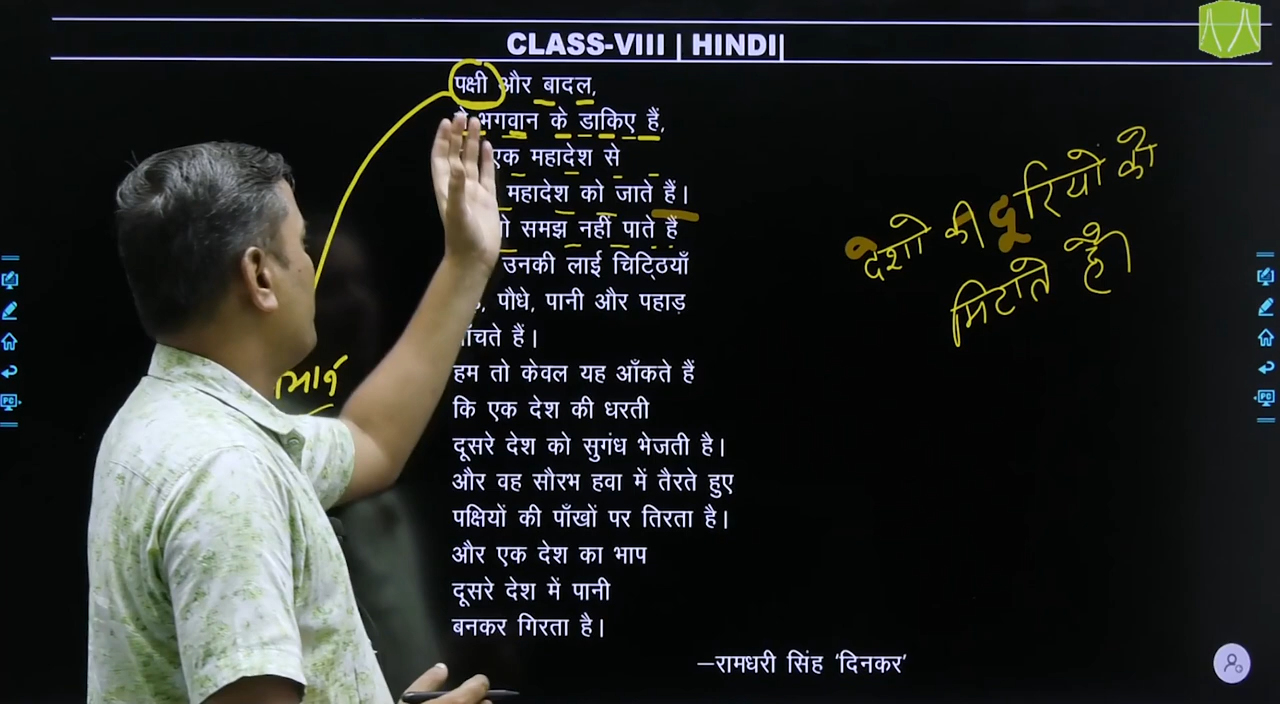 CLASS-VIII | HINDI|
पक्षी और बादल,
भगवान के डाकिए हैं,
एक महादेश से
महादेश को जाते हैं।
समझ नहीं पाते हैं
उनकी लाई चिट्ठियाँ
पौधे, पानी और पहाड़
हैं।
हम तो केवल यह आँकते हैं
कि एक देश की धरती
दूसरे देश को सुगंध भेजती है।
और वह सौरभ हवा में तैरते हुए
पक्षियों की पाँखों पर तिरता है।
और एक देश का भाप
दूसरे देश में पानी
बनकर गिरता है।
–रामधरी सिंह ‘दिनकर’
देशो की दूरियो को
मिटाते है।
PC
PC